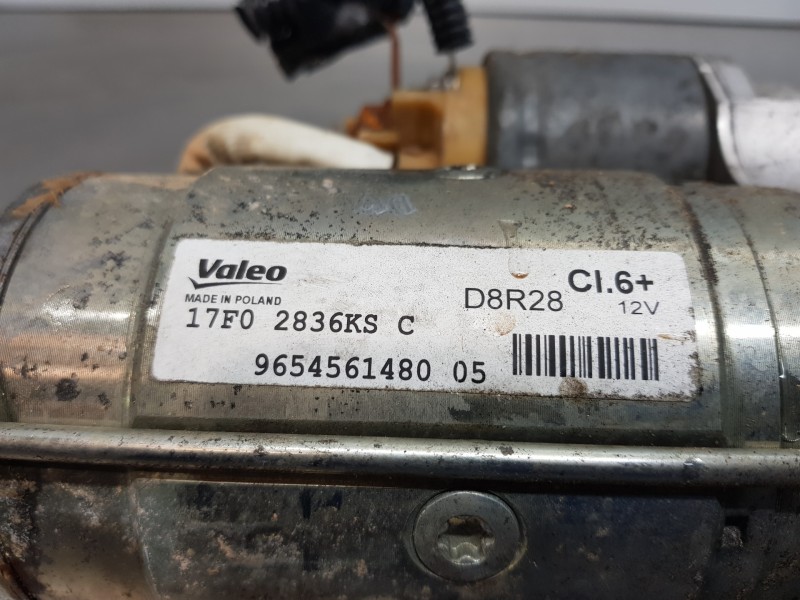 Valeo
MADE IN POLAND
D8R28 Cl.6+
12V
17F0 2836KS C
9654561480 05